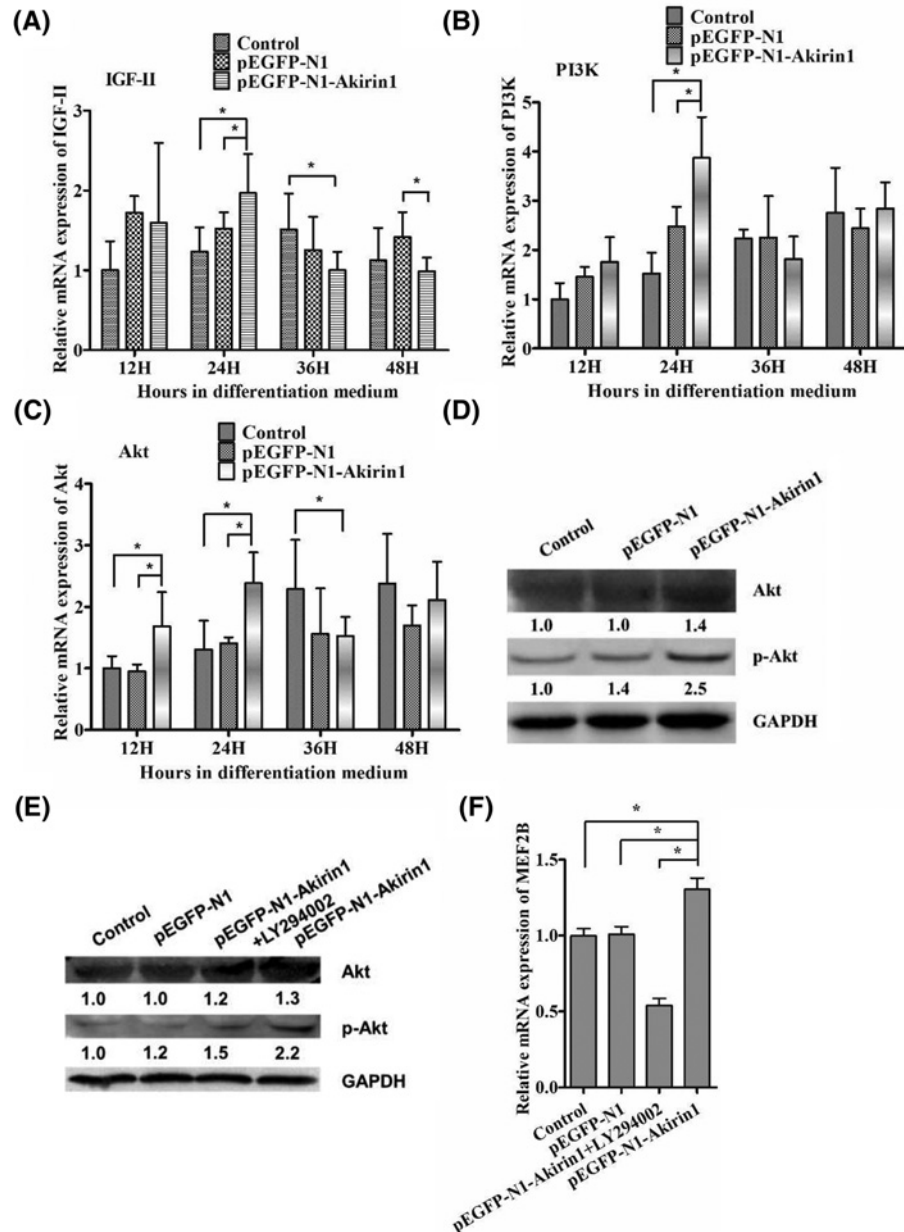 (A)
Control
pEGFP-N1
pEGFP-N1-Akirin1
IGF-II
Relative mRNA expression of IGF-II
3
2
1
0
*
*
*
*
12H
24H
36H
48H
Hours in differentiation medium
(B)
Control
pEGFP-N1
pEGFP-N1-Akirin1
PI3K
Relative mRNA expression of PI3K
5
4
3
2
1
0
*
*
12H
24H
36H
48H
Hours in differentiation medium
(C)
Control
pEGFP-N1
pEGFP-N1-Akirin1
Akt
Relative mRNA expression of Akt
4
3
2
1
0
*
*
*
*
*
12H
24H
36H
48H
Hours in differentiation medium
(D)
Control
pEGFP-N1
pEGFP-N1-Akirin1
Akt
1.0 1.0 1.4
p-Akt
1.0 1.4 2.5
GAPDH
(E)
Control
pEGFP-N1
pEGFP-N1-Akirin1
+LY294002
pEGFP-N1-Akirin1
Akt
1.0 1.0 1.2 1.3
p-Akt
1.0 1.2 1.5 2.2
GAPDH
(F)
Relative mRNA expression of MEF2B
1.5
1.0
0.5
0.0
*
*
*
Control
pEGFP-N1
pEGFP-N1-Akirin1+LY294002
pEGFP-N1-Akirin1